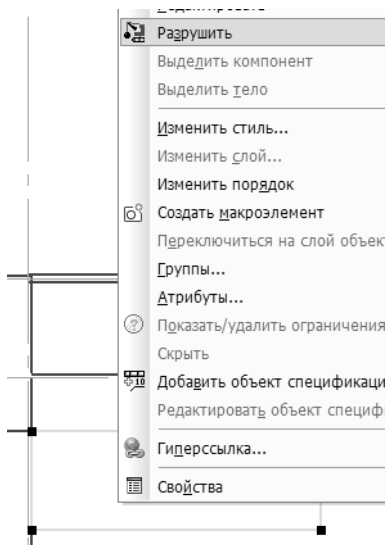 Разрушить
Выделить компонент
Выделить тело
Изменить стиль...
Изменить слой...
Изменить порядок
Создать макроэлемент
Переключиться на слой объект
Группы...
Атрибуты...
Показать/удалить ограничения
Скрыть
Добавить объект спецификаци
Редактировать объект специф
Гиперссылка...
Свойства